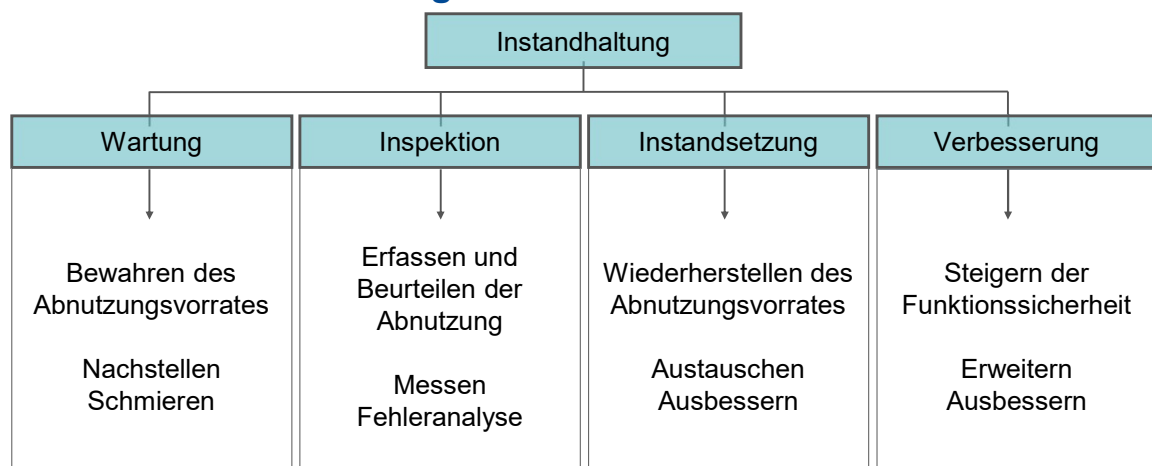 Instandhaltung
Wartung
Inspektion
Instandsetzung
Verbesserung
Bewahren des
Abnutzungsvorrates
Nachstellen
Schmieren
Erfassen und
Beurteilen der
Abnutzung
Messen
Fehleranalyse
Wiederherstellen des
Abnutzungsvorrates
Austauschen
Ausbessern
Steigern der
Funktionssicherheit
Erweitern
Ausbessern